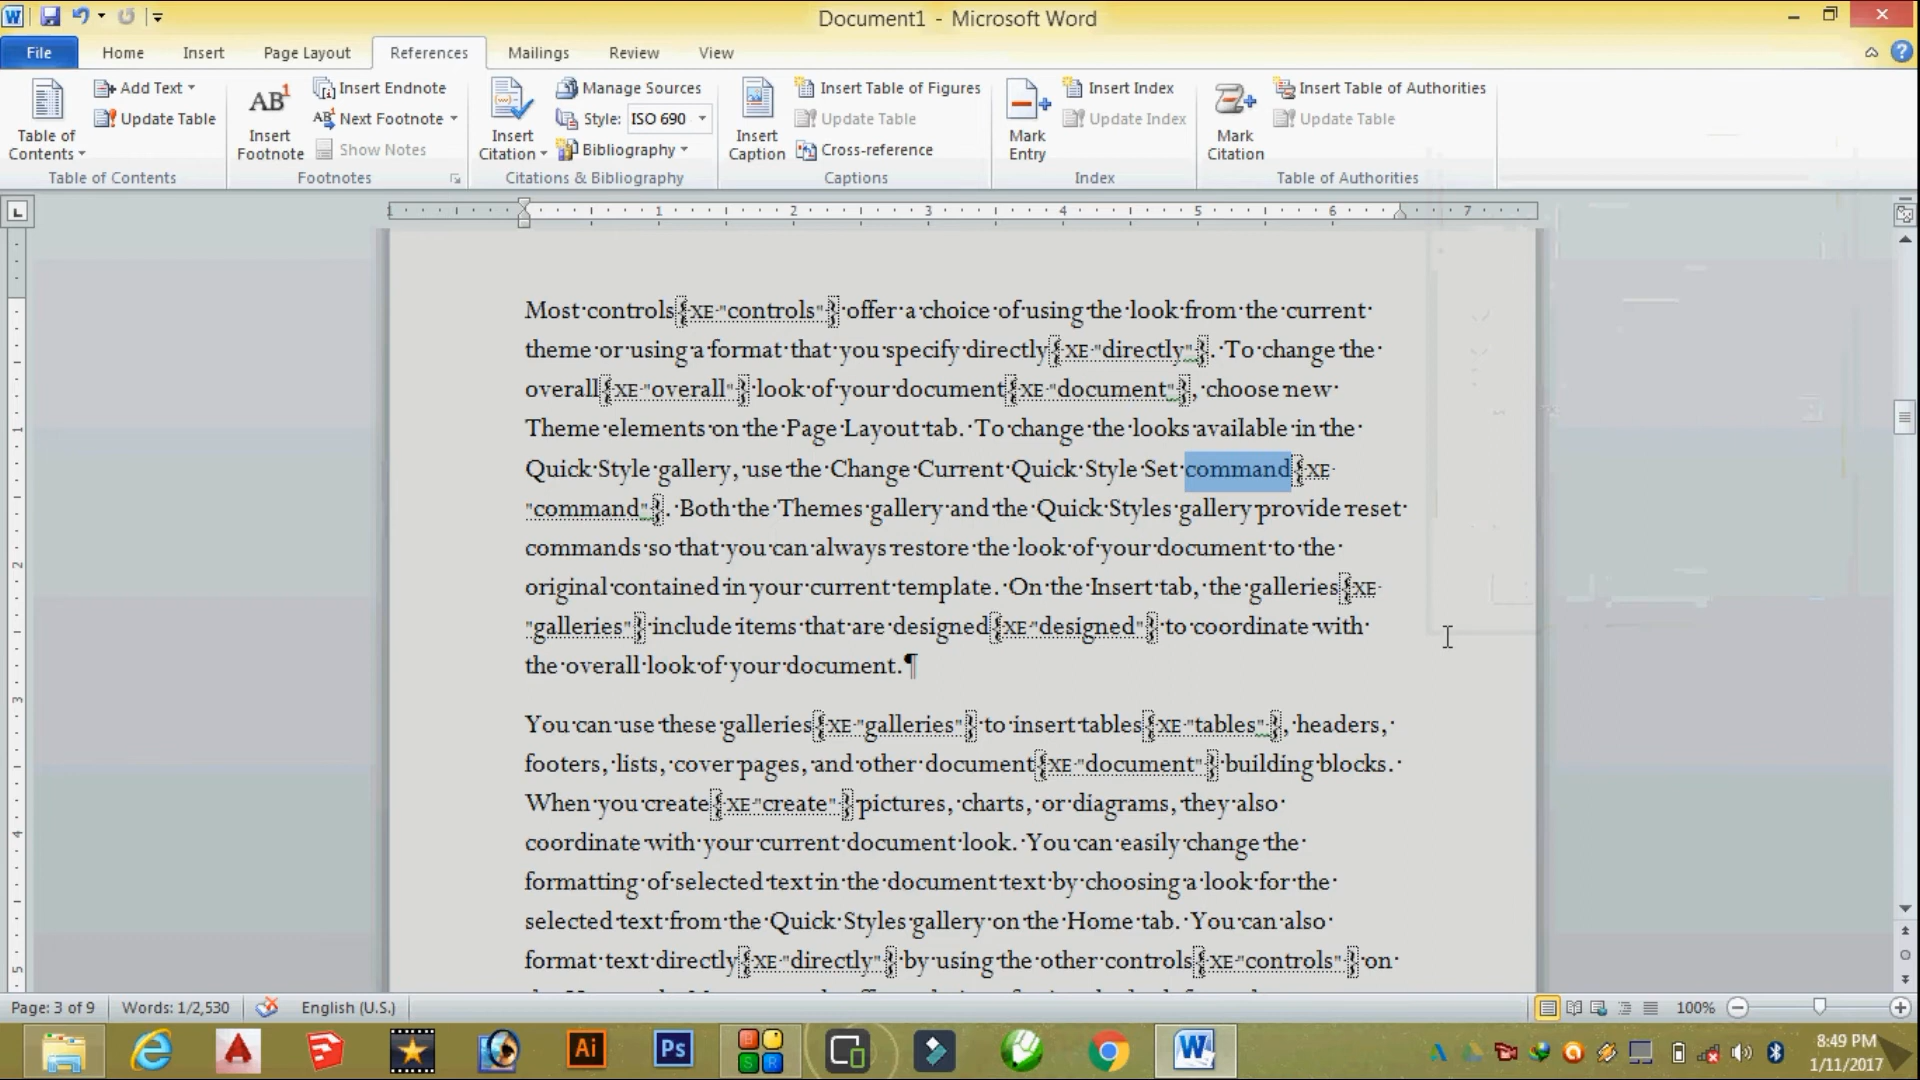 Document1 - Microsoft Word
File Home Insert Page Layout References Mailings Review View
Table of Contents
Add Text
Update Table
Table of Contents
AB1
Insert Footnote
Insert Endnote
Next Footnote
Show Notes
Footnotes
Insert Citation
Manage Sources
Style: ISO 690
Bibliography
Citations & Bibliography
Insert Caption
Insert Table of Figures
Update Table
Cross-reference
Captions
Mark Entry
Insert Index
Update Index
Index
Mark Citation
Insert Table of Authorities
Update Table
Table of Authorities
1 1 2 3 4 5 6 7
Most·controls{·XE·"controls"·}·offer·a·choice·of·using·the·look·from·the·current·
theme·or·using·a·format·that·you·specify·directly{·XE·"directly"·}.·To·change·the·
overall{·XE·"overall"·}·look·of·your·document{·XE·"document"·},·choose·new·
Theme·elements·on·the·Page·Layout·tab.·To·change·the·looks·available·in·the·
Quick·Style·gallery,·use·the·Change·Current·Quick·Style·Set·command{·XE·
"command"·}.·Both·the·Themes·gallery·and·the·Quick·Styles·gallery·provide·reset·
commands·so·that·you·can·always·restore·the·look·of·your·document·to·the·
original·contained·in·your·current·template.·On·the·Insert·tab,·the·galleries{·XE·
"galleries"·}·include·items·that·are·designed{·XE·"designed"·}·to·coordinate·with·
the·overall·look·of·your·document.¶
You·can·use·these·galleries{·XE·"galleries"·}·to·insert·tables{·XE·"tables"·},·headers,·
footers,·lists,·cover·pages,·and·other·document{·XE·"document"·}·building·blocks.·
When·you·create{·XE·"create"·}·pictures,·charts,·or·diagrams,·they·also·
coordinate·with·your·current·document·look.·You·can·easily·change·the·
formatting·of·selected·text·in·the·document·text·by·choosing·a·look·for·the·
selected·text·from·the·Quick·Styles·gallery·on·the·Home·tab.·You·can·also·
format·text·directly{·XE·"directly"·}·by·using·the·other·controls{·XE·"controls"·}·on·
Page: 3 of 9 Words: 1/2,530 English (U.S.) 100%
Ai Ps
8:49 PM
1/11/2017